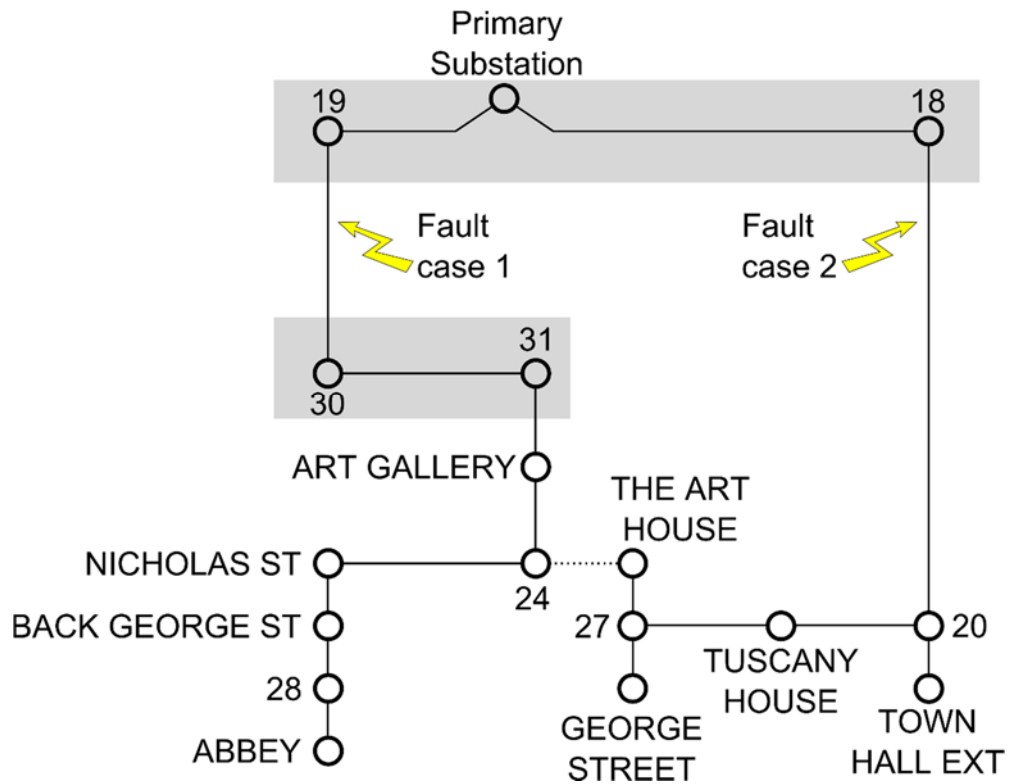 Primary
Substation
19
18
Fault
case 1
Fault
case 2
31
30
ART GALLERY
THE ART
HOUSE
NICHOLAS ST
24
BACK GEORGE ST
27
20
TUSCANY
HOUSE
28
GEORGE
STREET
TOWN
HALL EXT
ABBEY